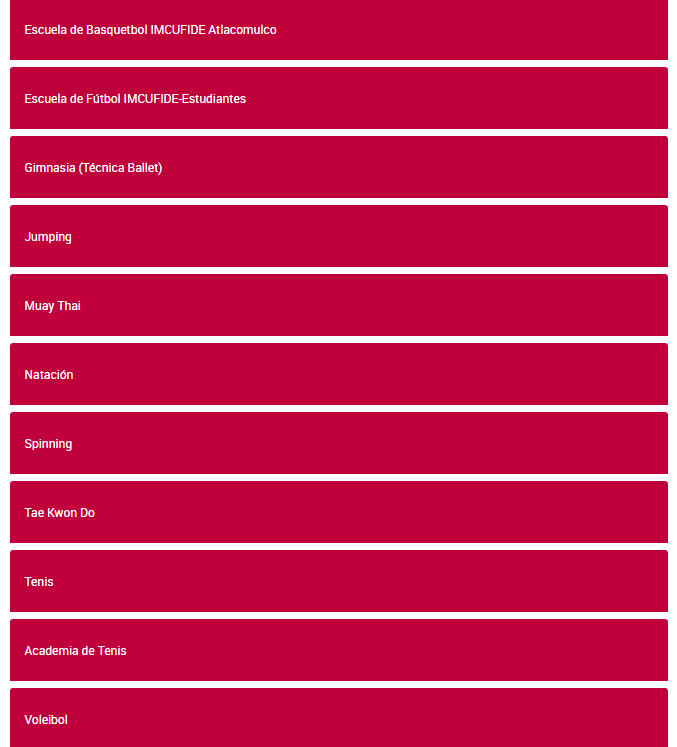 Escuela de Basquetbol IMCUFIDE Atlacomulco
Escuela de Fútbol IMCUFIDE-Estudiantes
Gimnasia (Técnica Ballet)
Jumping
Muay Thai
Natación
Spinning
Tae Kwon Do
Tenis
Academia de Tenis
Voleibol